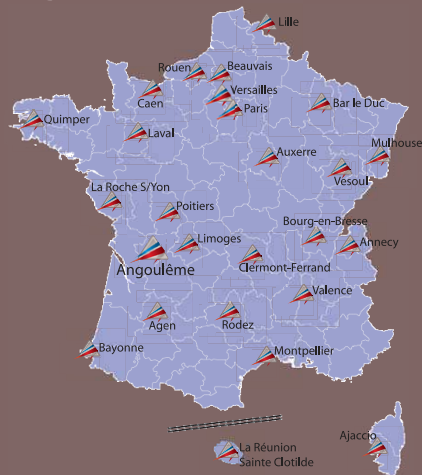 Lille
Rouen
Beauvais
Versailles
Caen
Paris
Bar le Duc
Quimper
Laval
Mulhouse
Auxerre
Vésoul
La Roche S/Yon
Poitiers
Bourg-en-Bresse
Limoges
Annecy
Angoulême
Clermont-Ferrand
Valence
Agen
Rodez
Bayonne
Montpellier
Ajaccio
La Réunion
Sainte Clotilde